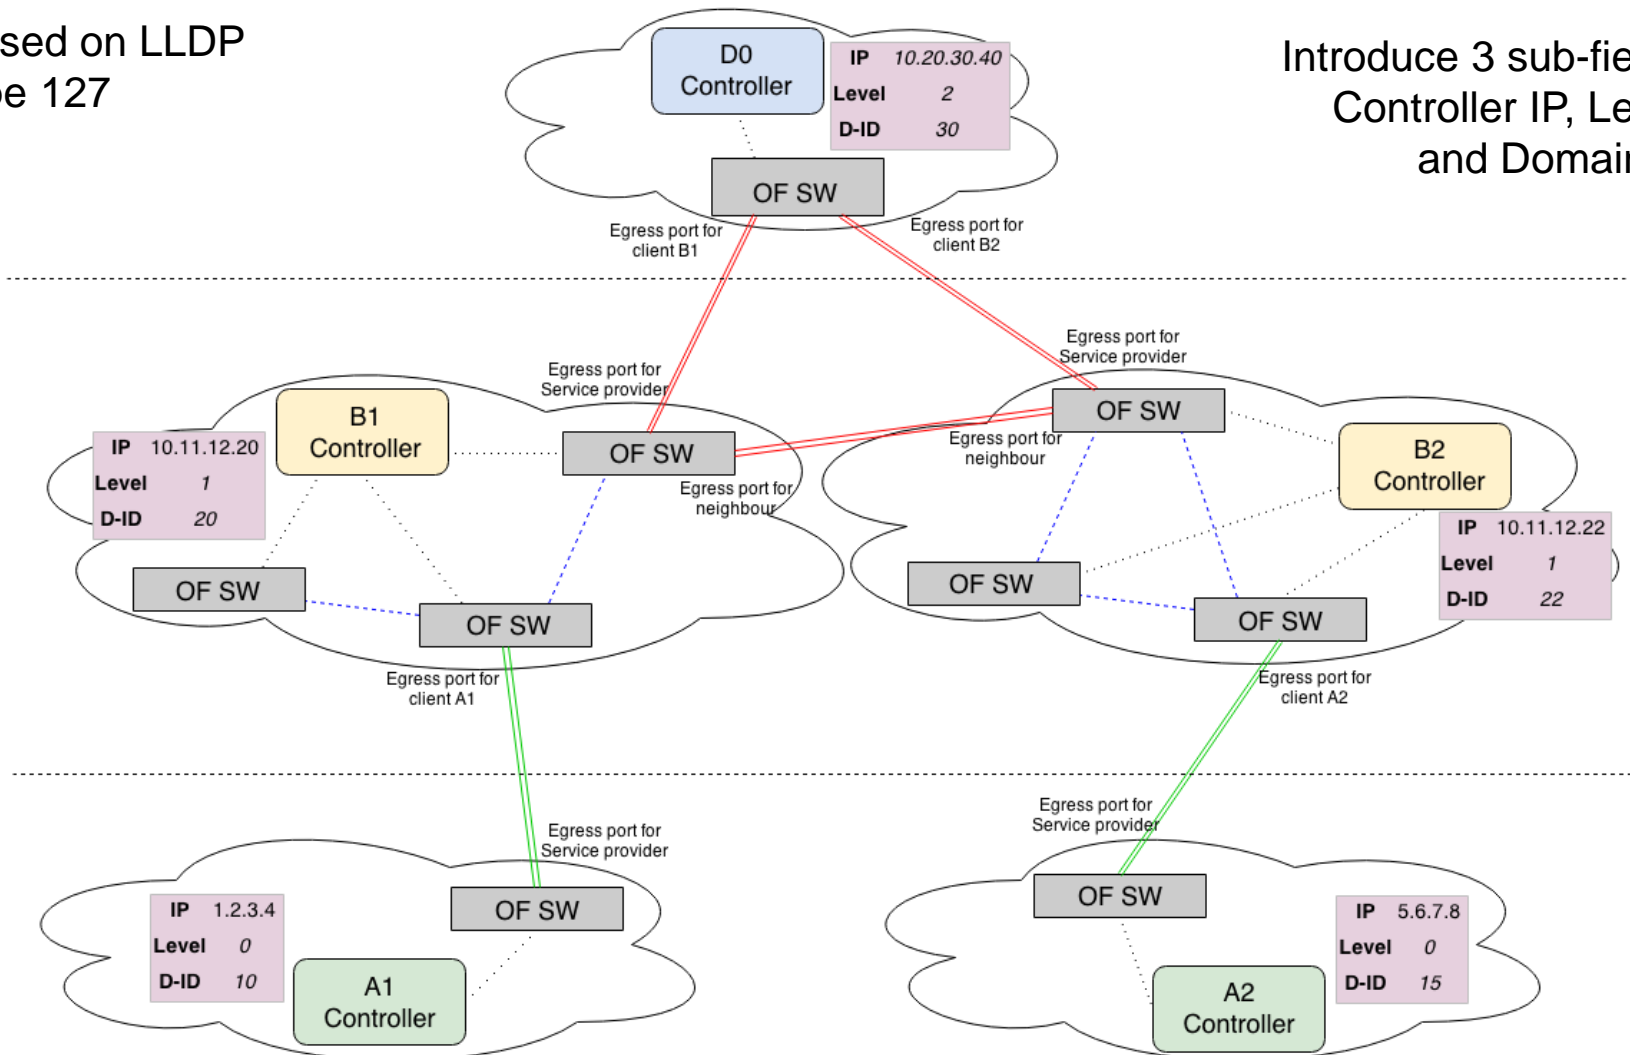 sed on LLDP
e 127
Introduce 3 sub-fie
Controller IP, Le
and Domain
D0
Controller
IP 10.20.30.40
Level 2
D-ID 30
OF SW
Egress port for
client B1
Egress port for
client B2
Egress port for
Service provider
Egress port for
Service provider
B1
Controller
IP 10.11.12.20
Level 1
D-ID 20
OF SW
OF SW
Egress port for
neighbour
Egress port for
neighbour
B2
Controller
IP 10.11.12.22
Level 1
D-ID 22
OF SW
OF SW
OF SW
OF SW
Egress port for
client A1
Egress port for
client A2
Egress port for
Service provider
Egress port for
Service provider
OF SW
OF SW
IP 1.2.3.4
Level 0
D-ID 10
A1
Controller
IP 5.6.7.8
Level 0
D-ID 15
A2
Controller